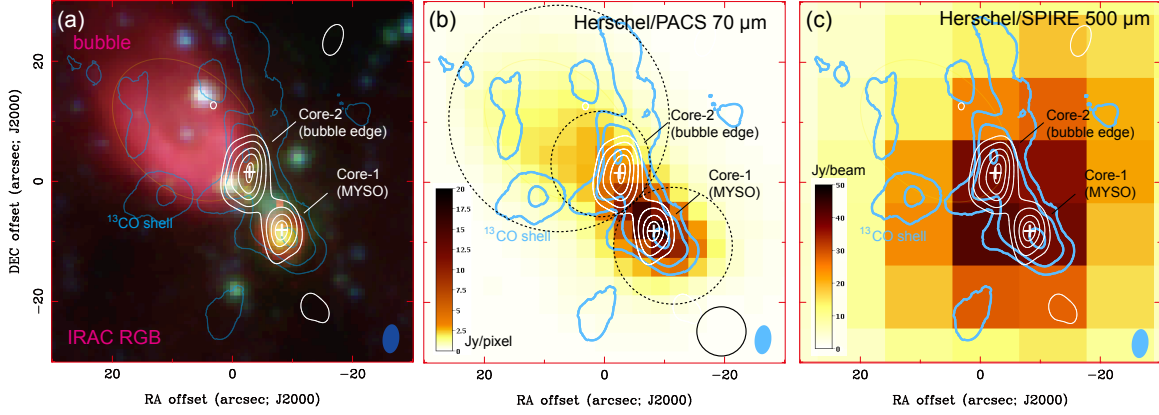 (a)
bubble
Core-2
(bubble edge)
Core-1
(MYSO)
¹³CO shell
IRAC RGB
DEC offset (arcsec; J2000)
20
0
−20
20
0
−20
RA offset (arcsec; J2000)
(b)
Herschel/PACS 70 µm
Core-2
(bubble edge)
Core-1
(MYSO)
¹³CO shell
20
17.5
15
12.5
10
7.5
5
2.5
0
Jy/pixel
20
0
−20
RA offset (arcsec; J2000)
(c)
Herschel/SPIRE 500 µm
Core-2
(bubble edge)
Jy/beam
Core-1
(MYSO)
¹³CO shell
50
40
30
20
10
0
20
0
−20
RA offset (arcsec; J2000)